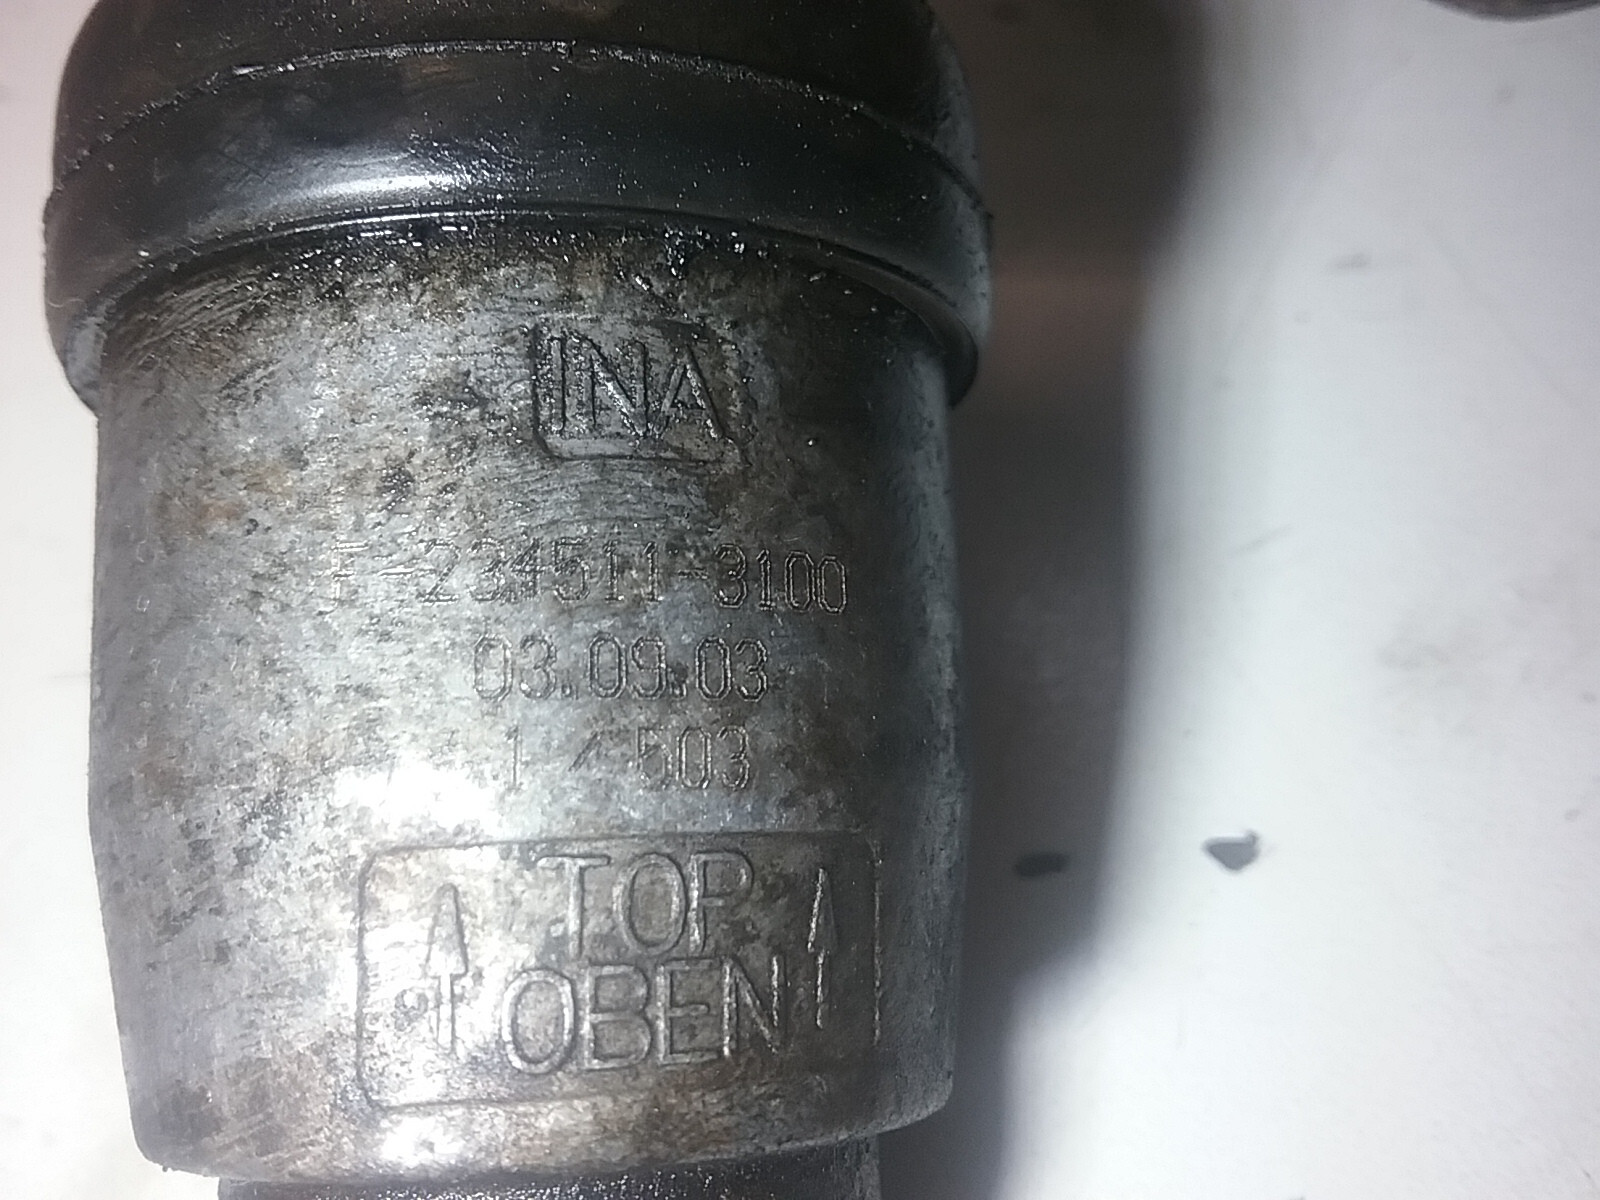 INA
F-234511-3100
03.09.03
1 / 503
TOP
OBEN